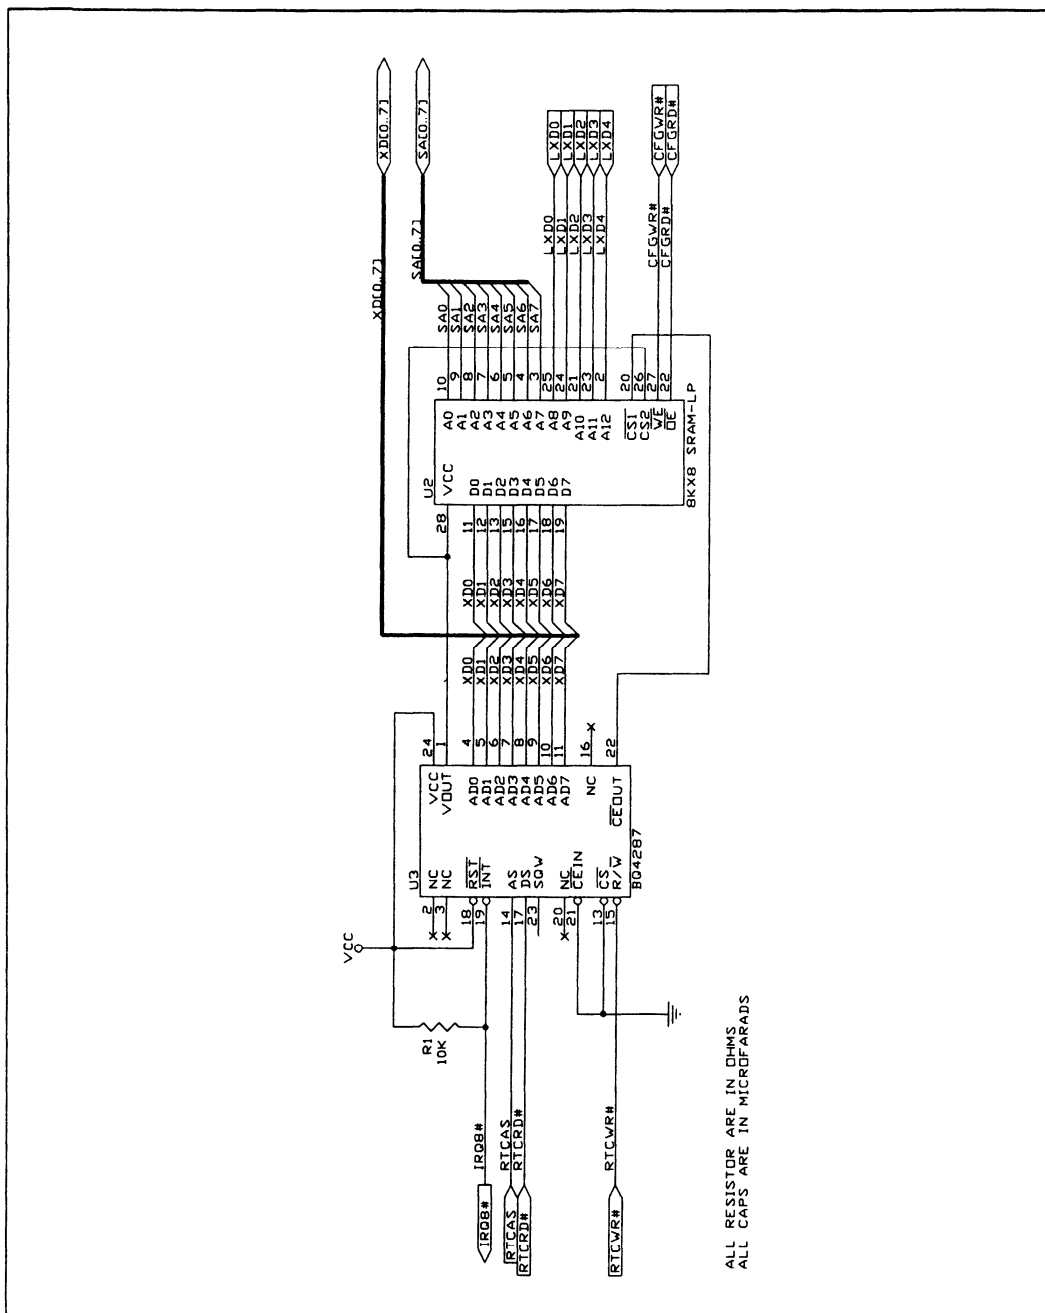 VCC
R1
10K
IRQ8#
IRQ8#
RTCAS
RTCAS
RTCRD#
RTCRD#
RTCWR#
RTCWR#
U3
2 NC
3 NC
18 RST
19 INT
14 AS
17 DS
23 SQW
20 NC
21 CEIN
13 CS
15 R/W
VCC 24
VOUT 1
AD0 4
AD1 5
AD2 6
AD3 7
AD4 8
AD5 9
AD6 10
AD7 11
NC 16
CEOUT 22
BQ4287
XD0 XD0
XD1 XD1
XD2 XD2
XD3 XD3
XD4 XD4
XD5 XD5
XD6 XD6
XD7 XD7
U2
28 VCC
11 D0
12 D1
13 D2
15 D3
16 D4
17 D5
18 D6
19 D7
A0 10 SA0
A1 9 SA1
A2 8 SA2
A3 7 SA3
A4 6 SA4
A5 5 SA5
A6 4 SA6
A7 3 SA7
A8 25 LXD0 LXD0
A9 24 LXD1 LXD1
A10 21 LXD2 LXD2
A11 23 LXD3 LXD3
A12 2 LXD4 LXD4
CS1 20
CS2 26
WE 27 CFGWR# CFGWR#
OE 22 CFGRD# CFGRD#
8KX8 SRAM-LP
XD[0..7] XD[0..7]
SA[0..7] SA[0..7]
ALL RESISTOR ARE IN OHMS
ALL CAPS ARE IN MICROFARADS